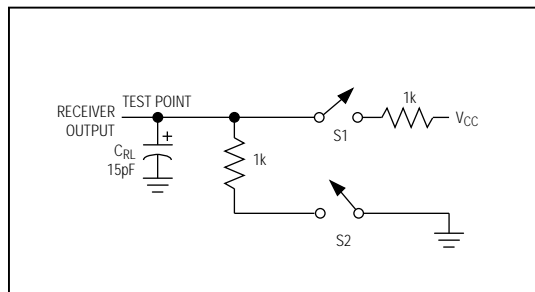 RECEIVER TEST POINT
OUTPUT
1k
V_CC
S1
+
C_RL
15pF
1k
S2